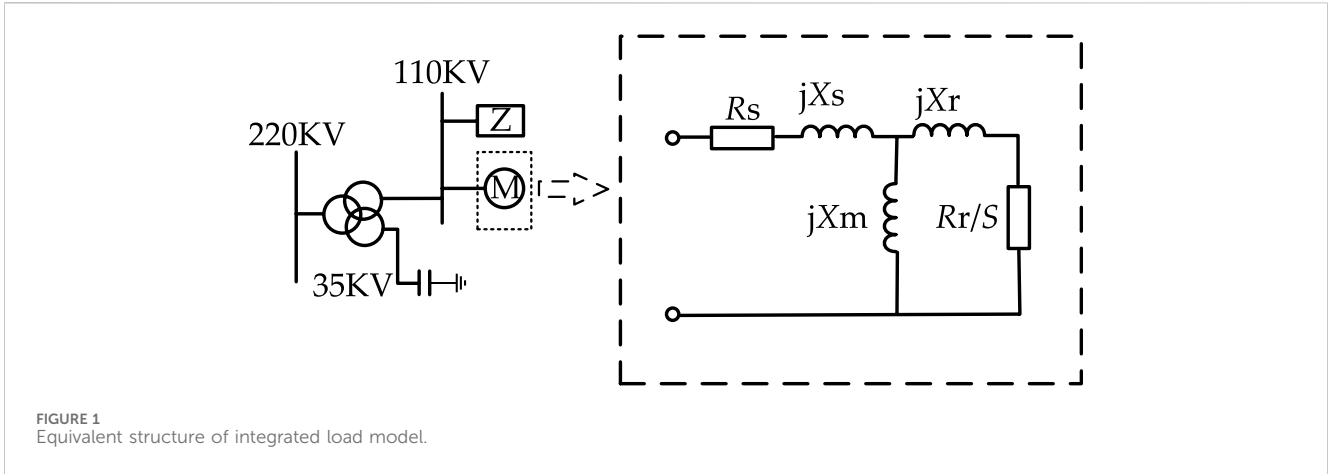 110KV
Z
220KV
M
35KV
Rs
jXs
jXr
jXm
Rr/S
FIGURE 1
Equivalent structure of integrated load model.